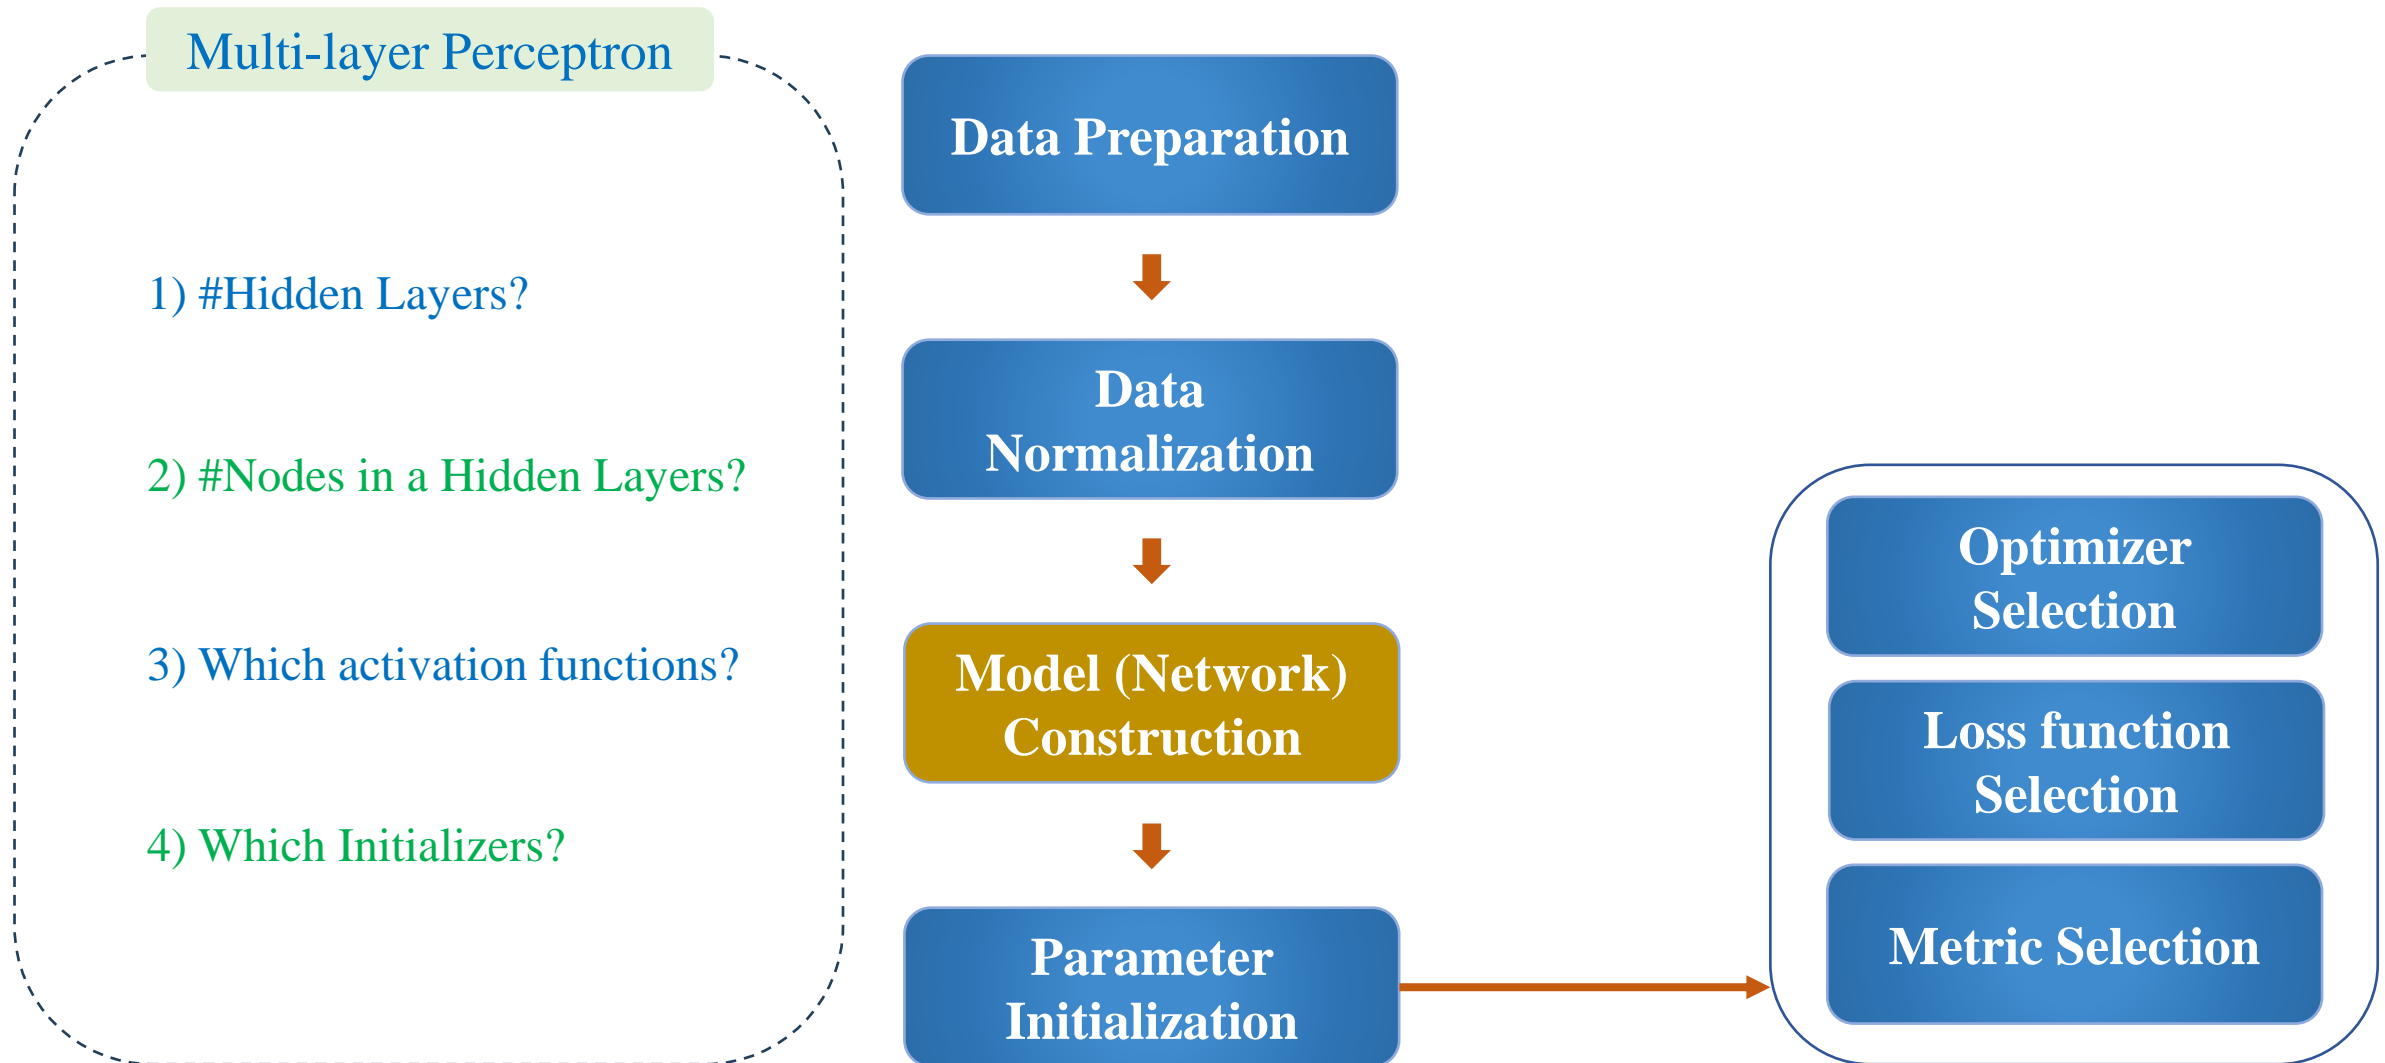 Multi-layer Perceptron
1) #Hidden Layers?
2) #Nodes in a Hidden Layers?
3) Which activation functions?
4) Which Initializers?
Data Preparation
Data
Normalization
Model (Network)
Construction
Parameter
Initialization
Optimizer
Selection
Loss function
Selection
Metric Selection